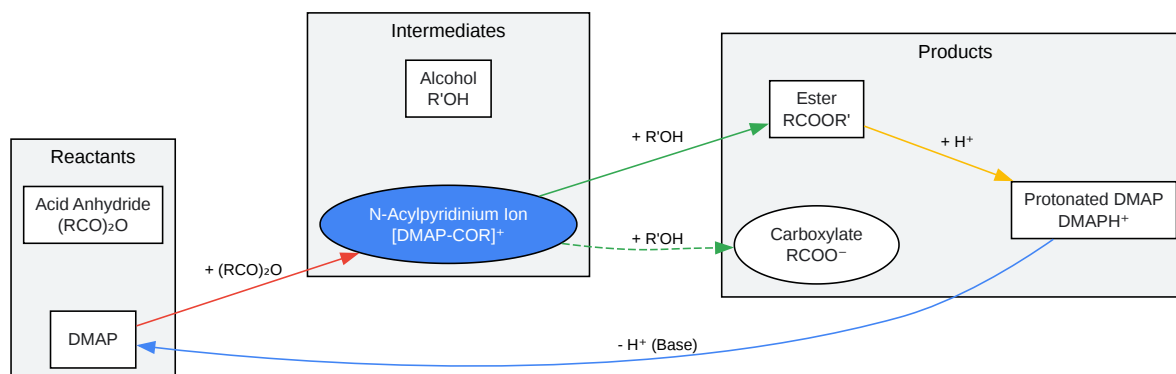 Intermediates
Alcohol
R'OH
N-Acylpyridinium Ion
[DMAP-COR]⁺
Reactants
Acid Anhydride
(RCO)₂O
DMAP
Products
Ester
RCOOR'
Protonated DMAP
DMAPH⁺
Carboxylate
RCOO⁻
+ (RCO)₂O
+ R'OH
+ R'OH
+ H⁺
- H⁺ (Base)